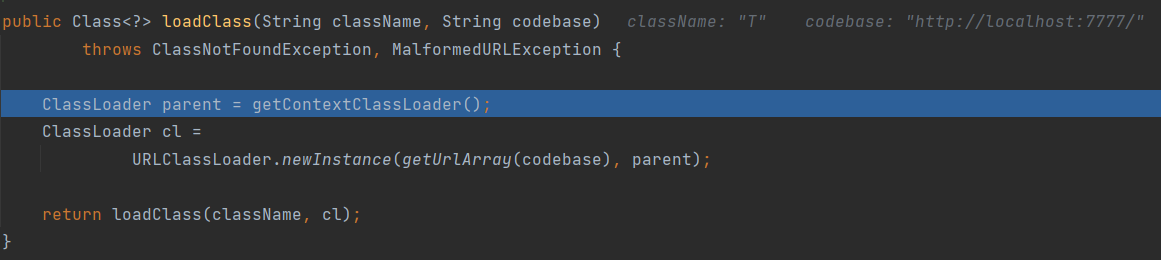 public Class<?> loadClass(String className, String codebase)   className: "T"    codebase: "http://localhost:7777/"
        throws ClassNotFoundException, MalformedURLException {
    ClassLoader parent = getContextClassLoader();
    ClassLoader cl =
            URLClassLoader.newInstance(getUrlArray(codebase), parent);
    return loadClass(className, cl);
}